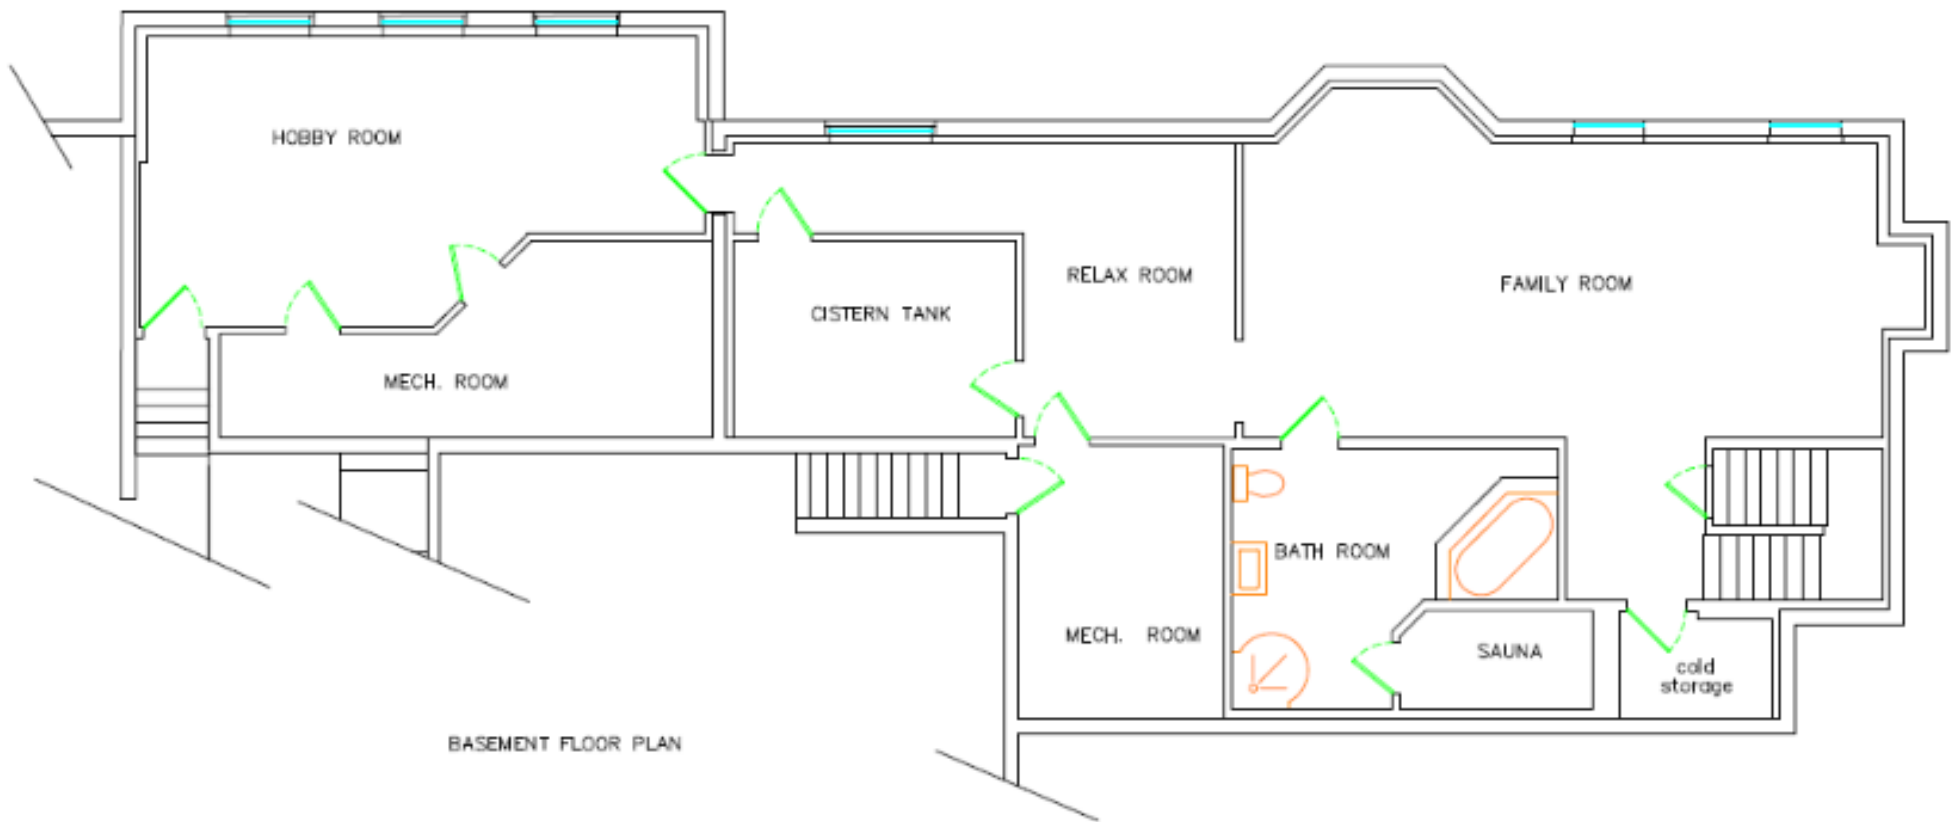 HOBBY ROOM
RELAX ROOM
FAMILY ROOM
CISTERN TANK
MECH. ROOM
BATH ROOM
MECH. ROOM
SAUNA
cold
storage
BASEMENT FLOOR PLAN